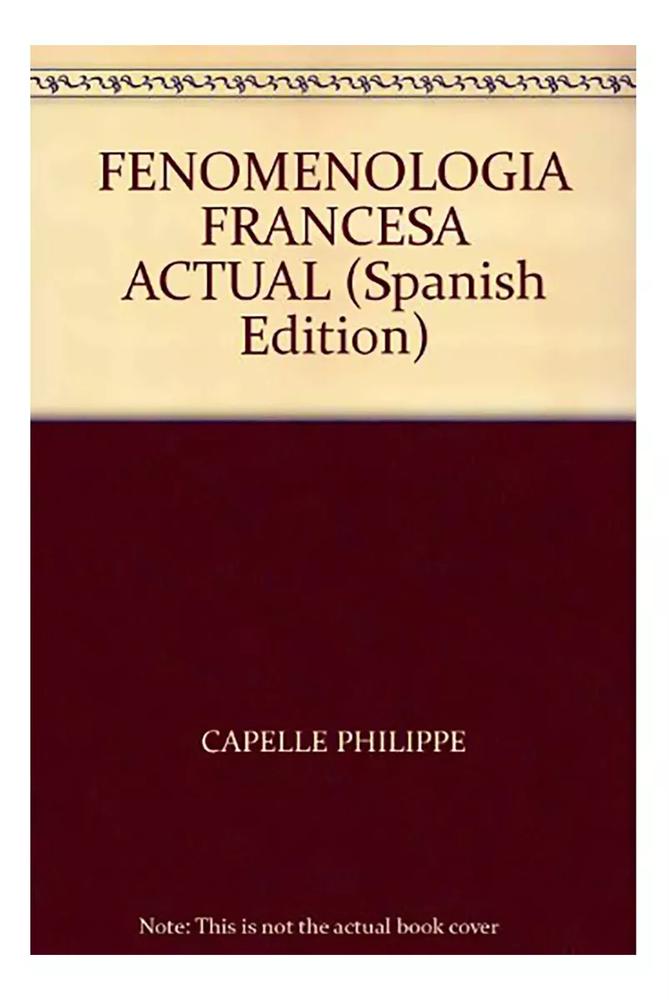 FENOMENOLOGIA
FRANCESA
ACTUAL (Spanish
Edition)
CAPELLE PHILIPPE
Note: This is not the actual book cover